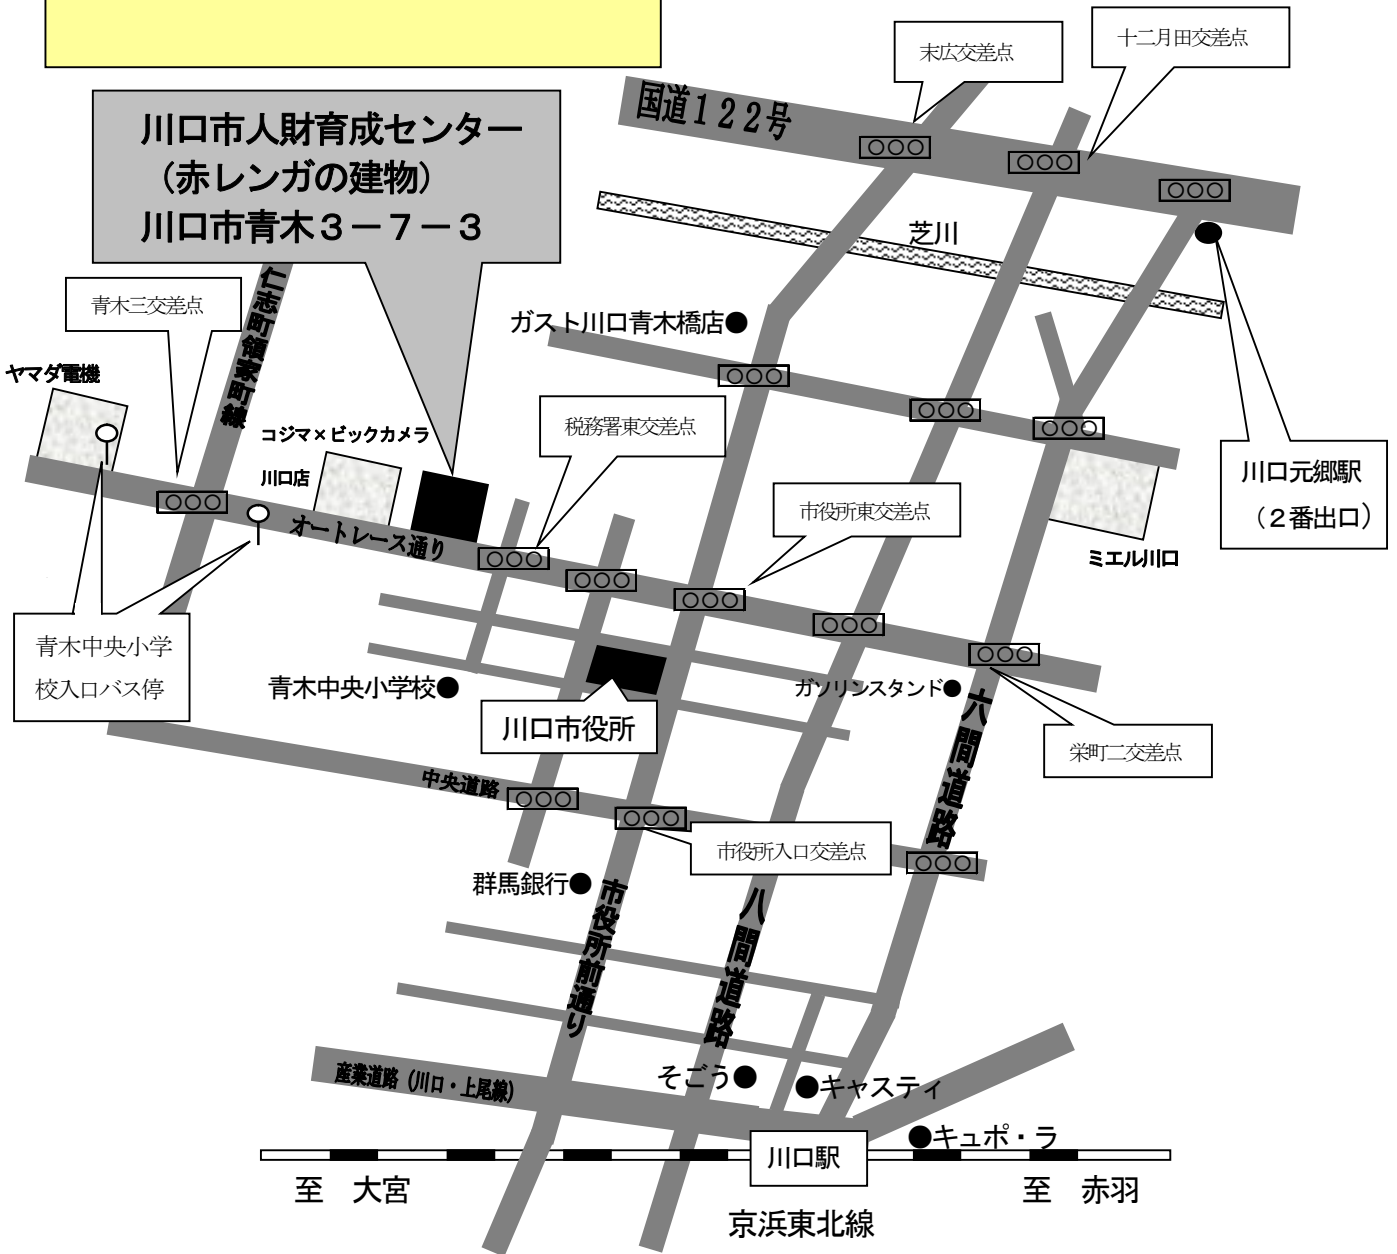 末広交差点
十二月田交差点
国道１２２号
川口市人財育成センター
（赤レンガの建物）
川口市青木３－７－３
芝川
仁志町領家町線
青木三交差点
ガスト川口青木橋店●
ヤマダ電機
コジマ×ビックカメラ
川口店
税務署東交差点
川口元郷駅
（２番出口）
市役所東交差点
オートレース通り
ミエル川口
青木中央小学
校入口バス停
青木中央小学校●
ガソリンスタンド●
川口市役所
六間道路
栄町二交差点
中央道路
市役所入口交差点
群馬銀行●
市役所前通り
八間道路
そごう●
●キャスティ
産業道路（川口・上尾線）
●キュポ・ラ
川口駅
至　大宮
至　赤羽
京浜東北線